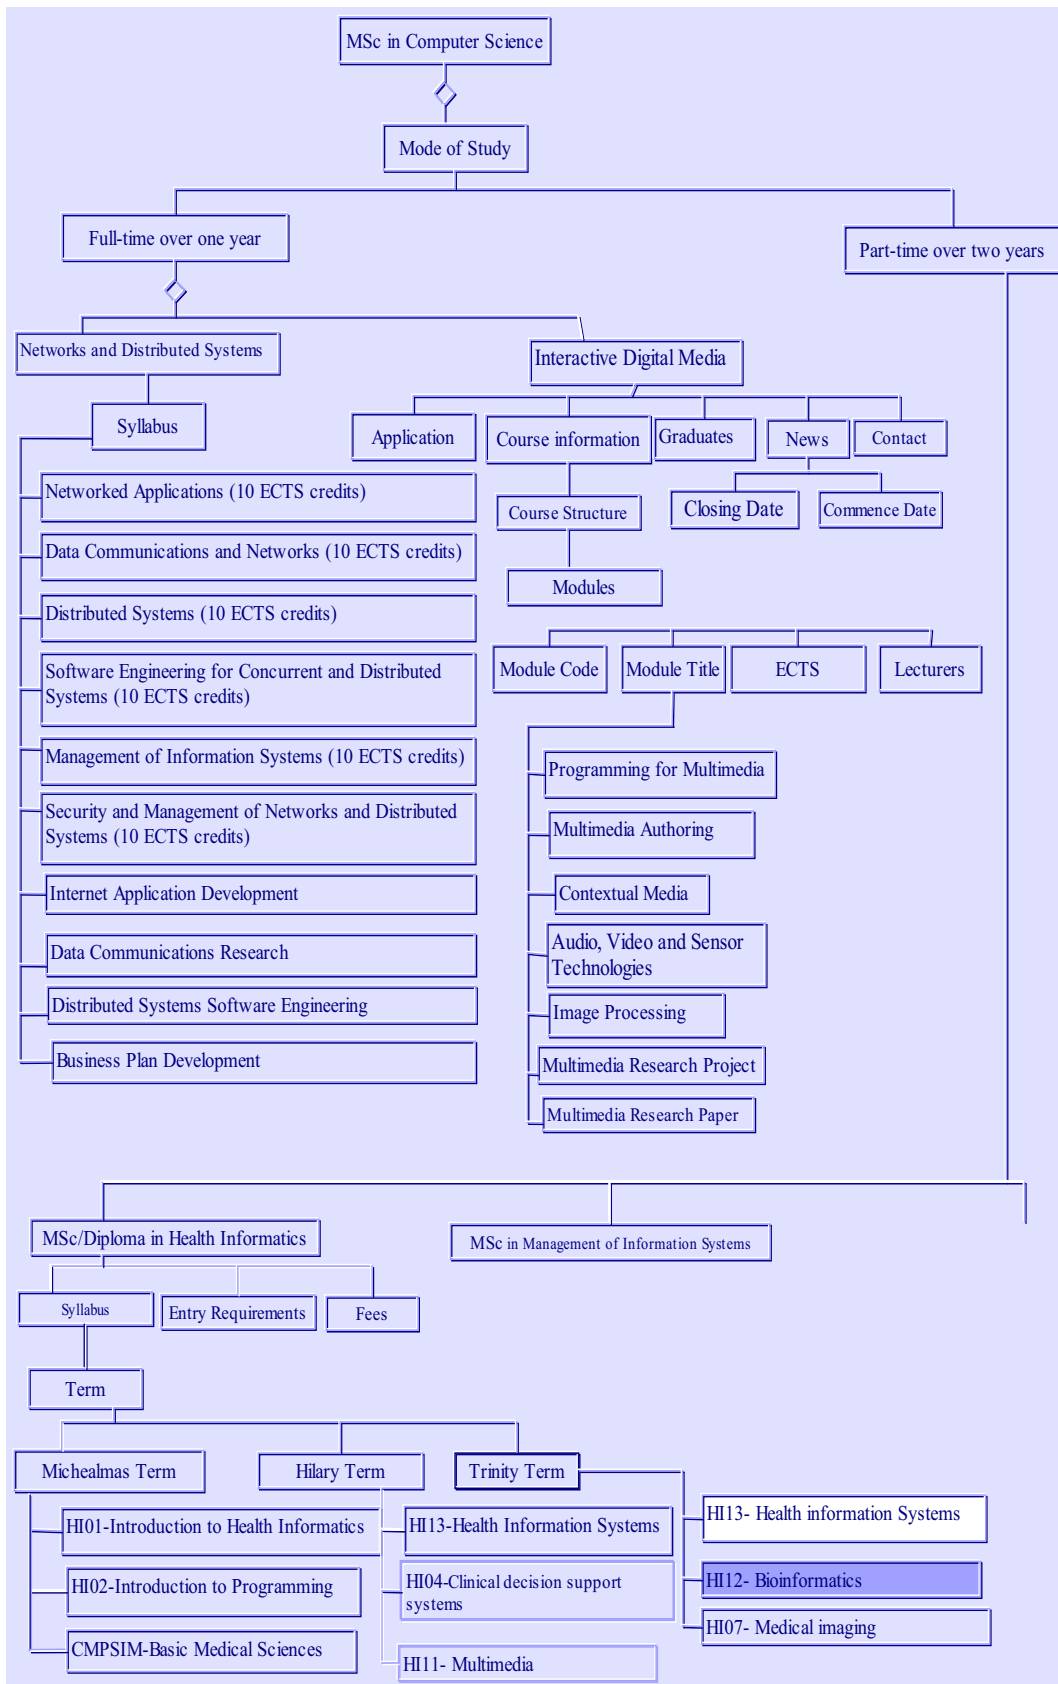 MSc in Computer Science
Mode of Study
Full-time over one year
Part-time over two years
Networks and Distributed Systems
Interactive Digital Media
Syllabus
Application
Course information
Graduates
News
Contact
Closing Date
Commence Date
Course Structure
Modules
Networked Applications (10 ECTS credits)
Data Communications and Networks (10 ECTS credits)
Distributed Systems (10 ECTS credits)
Software Engineering for Concurrent and Distributed
Systems (10 ECTS credits)
Management of Information Systems (10 ECTS credits)
Security and Management of Networks and Distributed
Systems (10 ECTS credits)
Internet Application Development
Data Communications Research
Distributed Systems Software Engineering
Business Plan Development
Module Code
Module Title
ECTS
Lecturers
Programming for Multimedia
Multimedia Authoring
Contextual Media
Audio, Video and Sensor
Technologies
Image Processing
Multimedia Research Project
Multimedia Research Paper
MSc/Diploma in Health Informatics
MSc in Management of Information Systems
Syllabus
Entry Requirements
Fees
Term
Michealmas Term
Hilary Term
Trinity Term
HI01-Introduction to Health Informatics
HI02-Introduction to Programming
CMPSIM-Basic Medical Sciences
HI13-Health Information Systems
HI04-Clinical decision support
systems
HI11- Multimedia
HI13- Health information Systems
HI12- Bioinformatics
HI07- Medical imaging